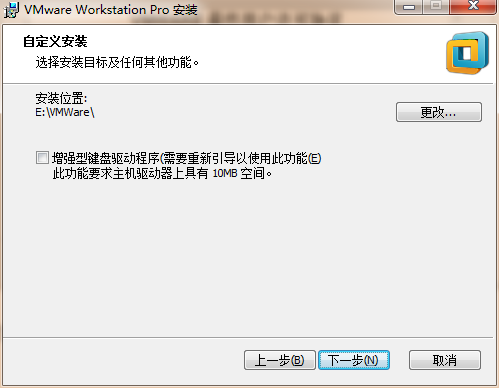 VMware Workstation Pro 安装
自定义安装
选择安装目标及任何其他功能。
安装位置:
E:\VMWare\
更改...
增强型键盘驱动程序(需要重新引导以使用此功能(E)
此功能要求主机驱动器上具有 10MB 空间。
上一步(B)
下一步(N)
取消